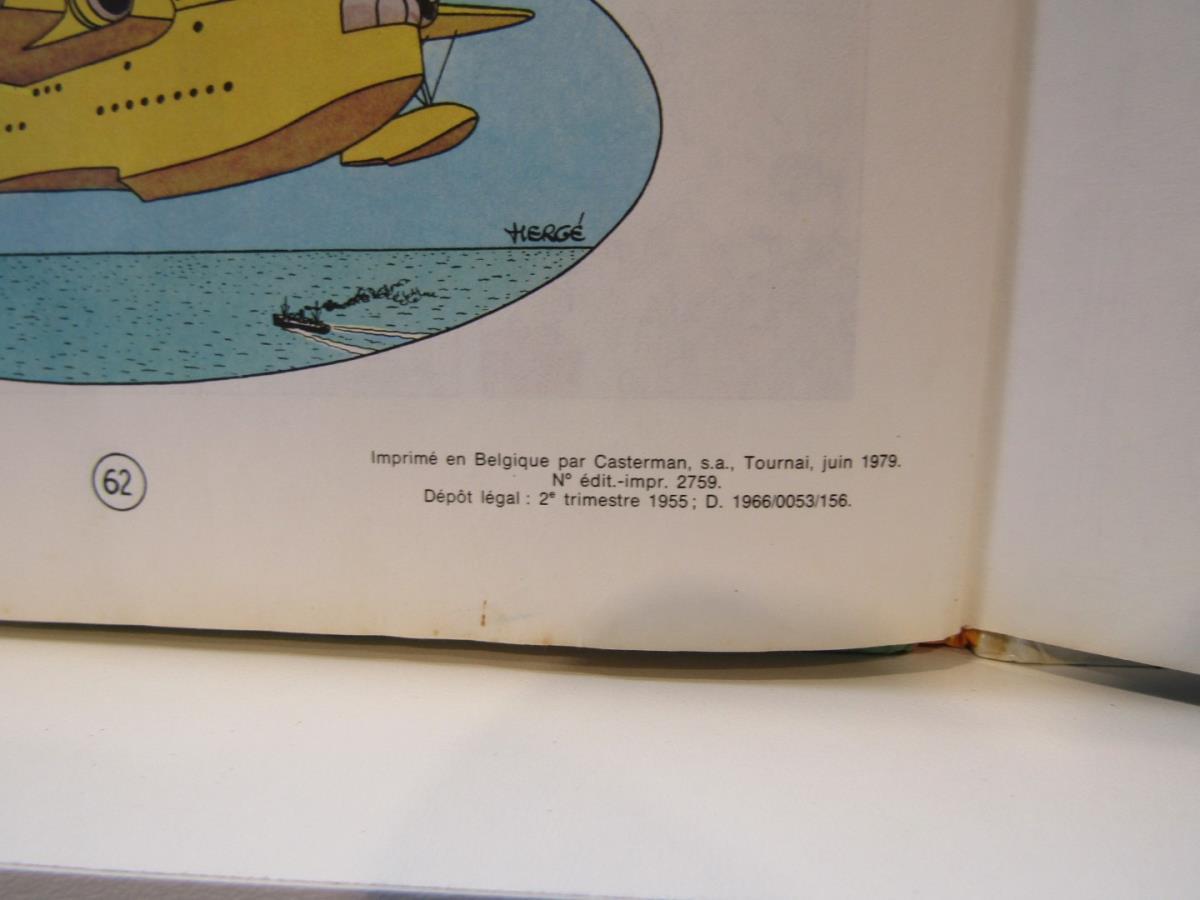 HERGÉ
62
Imprimé en Belgique par Casterman, s.a., Tournai, juin 1979.
N° édit.-impr. 2759.
Dépôt légal : 2e trimestre 1955 ; D. 1966/0053/156.